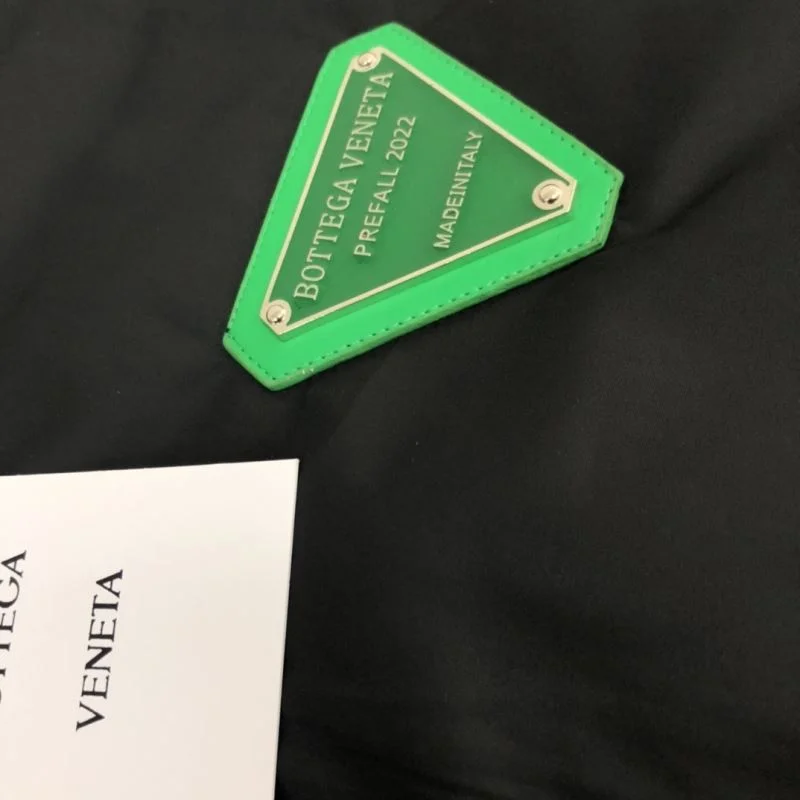 BOTTEGA VENETA
PREFALL 2022
MADEINITALY
VENETA